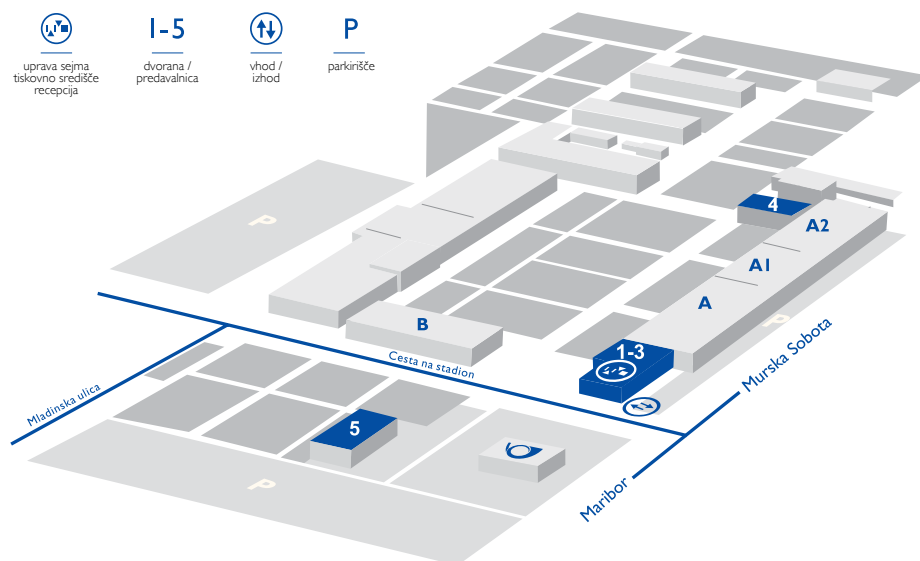 1-5
P
uprava sejma
tiskovno središče
recepcija
dvorana /
predavalnica
vhod /
izhod
parkirišče
P
4
A2
A1
A
P
B
1-3
Cesta na stadion
Murska Sobota
Mladinska ulica
5
P
Maribor